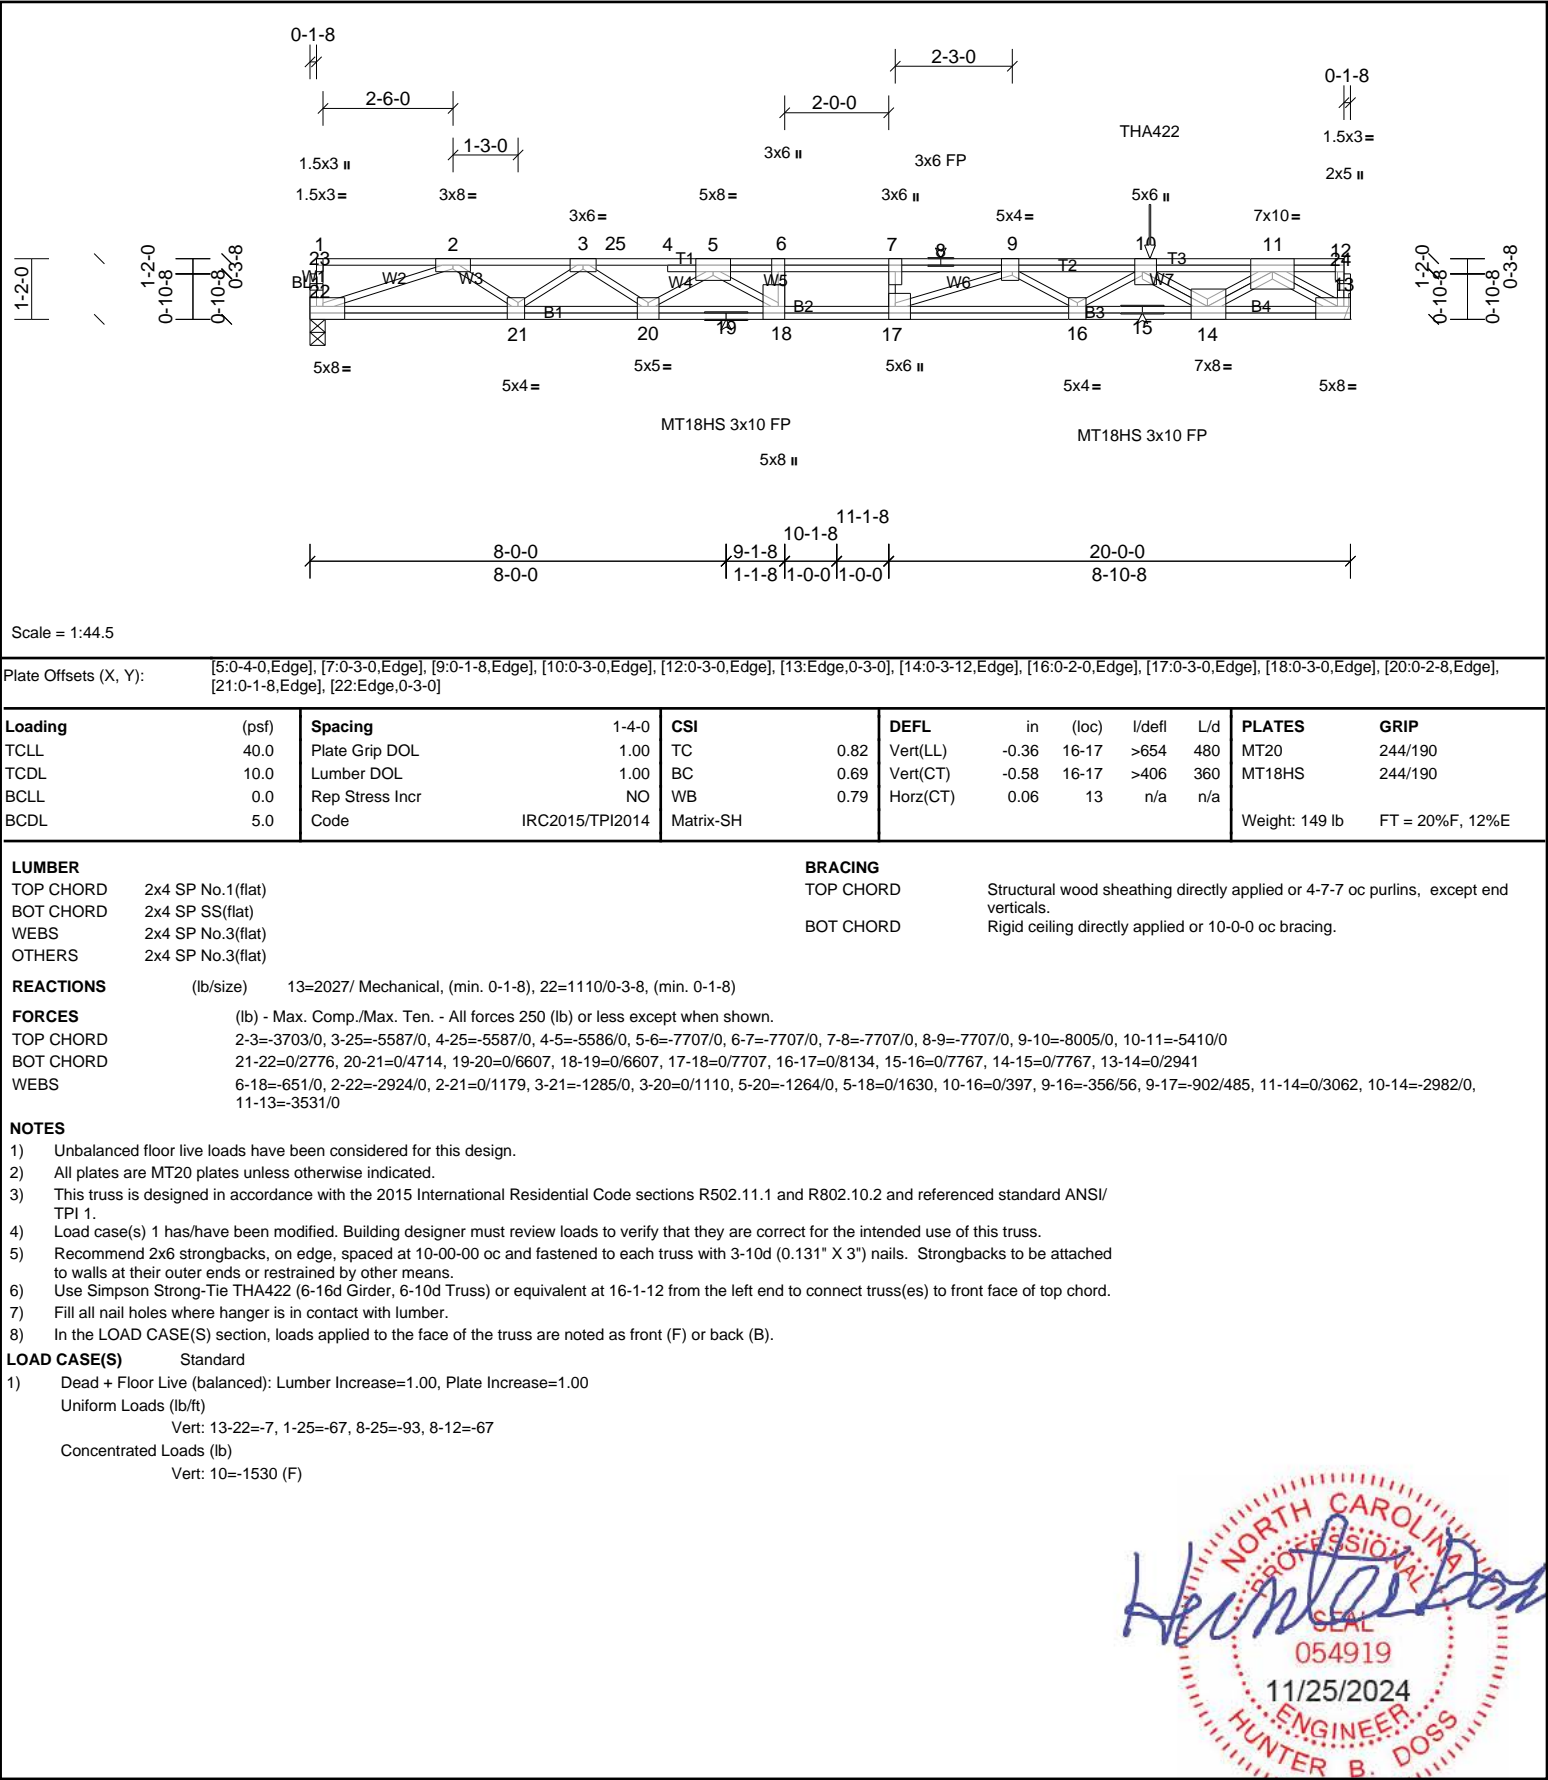 0-1-8
2-3-0
0-1-8
2-6-0
2-0-0
THA422
1.5x3=
1-3-0
3x6 II
3x6 FP
1.5x3 II
2x5 II
1.5x3=
3x8=
5x8=
3x6 II
5x6 II
3x6=
5x4=
7x10=
1 2 3 25 4 5 6 7 8 9 10 11 12
23 T1 T2 T3 24
W1 W2 W3 W4 W5 W6 W7 13
BL1
22
B1 B2 B3 B4
21 20 19 18 17 16 15 14
1-2-0
1-2-0
0-10-8
0-10-8
0-3-8
1-2-0
0-10-8
0-10-8
0-3-8
1-2-0
5x8=
5x5=
5x6 II
7x8=
5x4=
5x4=
5x8=
MT18HS 3x10 FP
MT18HS 3x10 FP
5x8 II
11-1-8
10-1-8
8-0-0 9-1-8 20-0-0
8-0-0 1-1-8 1-0-0 1-0-0 8-10-8
Scale = 1:44.5
Plate Offsets (X, Y): [5:0-4-0,Edge], [7:0-3-0,Edge], [9:0-1-8,Edge], [10:0-3-0,Edge], [12:0-3-0,Edge], [13:Edge,0-3-0], [14:0-3-12,Edge], [16:0-2-0,Edge], [17:0-3-0,Edge], [18:0-3-0,Edge], [20:0-2-8,Edge],
[21:0-1-8,Edge], [22:Edge,0-3-0]
Loading (psf) Spacing 1-4-0 CSI DEFL in (loc) l/defl L/d PLATES GRIP
TCLL 40.0 Plate Grip DOL 1.00 TC 0.82 Vert(LL) -0.36 16-17 >654 480 MT20 244/190
TCDL 10.0 Lumber DOL 1.00 BC 0.69 Vert(CT) -0.58 16-17 >406 360 MT18HS 244/190
BCLL 0.0 Rep Stress Incr NO WB 0.79 Horz(CT) 0.06 13 n/a n/a
BCDL 5.0 Code IRC2015/TPI2014 Matrix-SH Weight: 149 lb FT = 20%F, 12%E
LUMBER
TOP CHORD 2x4 SP No.1(flat)
BOT CHORD 2x4 SP SS(flat)
WEBS 2x4 SP No.3(flat)
OTHERS 2x4 SP No.3(flat)
BRACING
TOP CHORD Structural wood sheathing directly applied or 4-7-7 oc purlins, except end
verticals.
BOT CHORD Rigid ceiling directly applied or 10-0-0 oc bracing.
REACTIONS (lb/size) 13=2027/ Mechanical, (min. 0-1-8), 22=1110/0-3-8, (min. 0-1-8)
FORCES (lb) - Max. Comp./Max. Ten. - All forces 250 (lb) or less except when shown.
TOP CHORD 2-3=-3703/0, 3-25=-5587/0, 4-25=-5587/0, 4-5=-5586/0, 5-6=-7707/0, 6-7=-7707/0, 7-8=-7707/0, 8-9=-7707/0, 9-10=-8005/0, 10-11=-5410/0
BOT CHORD 21-22=0/2776, 20-21=0/4714, 19-20=0/6607, 18-19=0/6607, 17-18=0/7707, 16-17=0/8134, 15-16=0/7767, 14-15=0/7767, 13-14=0/2941
WEBS 6-18=-651/0, 2-22=-2924/0, 2-21=0/1179, 3-21=-1285/0, 3-20=0/1110, 5-20=-1264/0, 5-18=0/1630, 10-16=0/397, 9-16=-356/56, 9-17=-902/485, 11-14=0/3062, 10-14=-2982/0,
11-13=-3531/0
NOTES
1) Unbalanced floor live loads have been considered for this design.
2) All plates are MT20 plates unless otherwise indicated.
3) This truss is designed in accordance with the 2015 International Residential Code sections R502.11.1 and R802.10.2 and referenced standard ANSI/
TPI 1.
4) Load case(s) 1 has/have been modified. Building designer must review loads to verify that they are correct for the intended use of this truss.
5) Recommend 2x6 strongbacks, on edge, spaced at 10-00-00 oc and fastened to each truss with 3-10d (0.131" X 3") nails. Strongbacks to be attached
to walls at their outer ends or restrained by other means.
6) Use Simpson Strong-Tie THA422 (6-16d Girder, 6-10d Truss) or equivalent at 16-1-12 from the left end to connect truss(es) to front face of top chord.
7) Fill all nail holes where hanger is in contact with lumber.
8) In the LOAD CASE(S) section, loads applied to the face of the truss are noted as front (F) or back (B).
LOAD CASE(S) Standard
1) Dead + Floor Live (balanced): Lumber Increase=1.00, Plate Increase=1.00
Uniform Loads (lb/ft)
Vert: 13-22=-7, 1-25=-67, 8-25=-93, 8-12=-67
Concentrated Loads (lb)
Vert: 10=-1530 (F)
NORTH CAROLINA
PROFESSIONAL
Hunter Doss
SEAL
054919
11/25/2024
ENGINEER
HUNTER B. DOSS